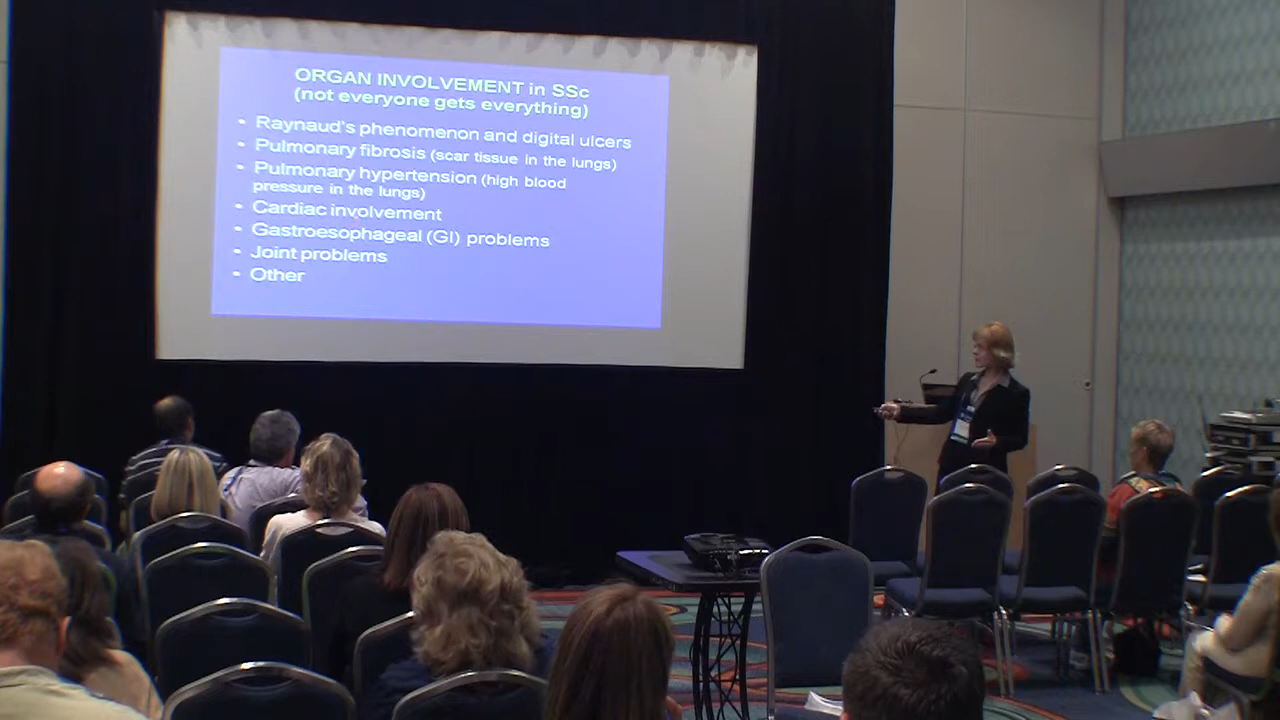 ORGAN INVOLVEMENT in SSc
(not everyone gets everything)
• Raynaud's phenomenon and digital ulcers
• Pulmonary fibrosis (scar tissue in the lungs)
• Pulmonary hypertension (high blood
pressure in the lungs)
• Cardiac involvement
• Gastroesophageal (GI) problems
• Joint problems
• Other